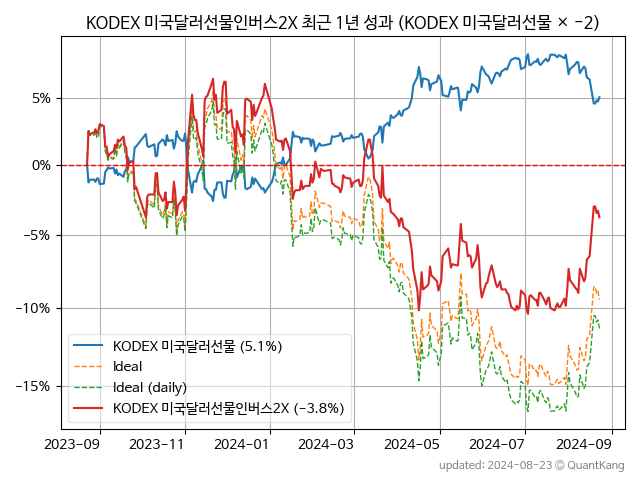 KODEX 미국달러선물인버스2X 최근 1년 성과 (KODEX 미국달러선물 × −2)
5%
0%
−5%
−10%
−15%
KODEX 미국달러선물 (5.1%)
Ideal
Ideal (daily)
KODEX 미국달러선물인버스2X (−3.8%)
2023-09 2023-11 2024-01 2024-03 2024-05 2024-07 2024-09
updated: 2024-08-23 © QuantKang